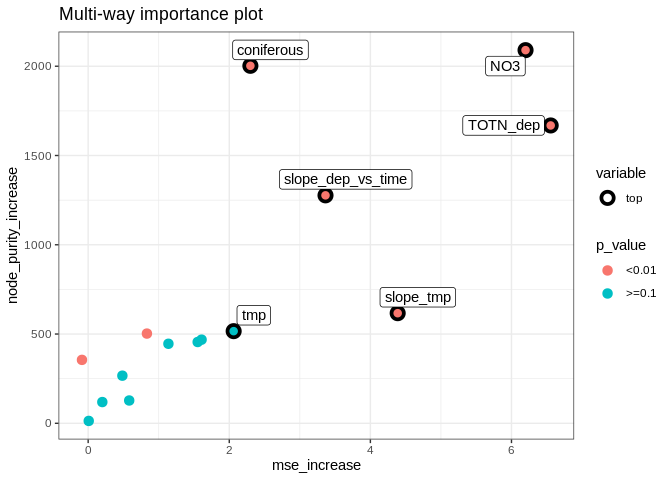 Multi-way importance plot
node_purity_increase
2000
1500
1000
500
0
coniferous
NO3
TOTN_dep
slope_dep_vs_time
slope_tmp
tmp
0
2
4
6
mse_increase
variable
top
p_value
<0.01
>=0.1